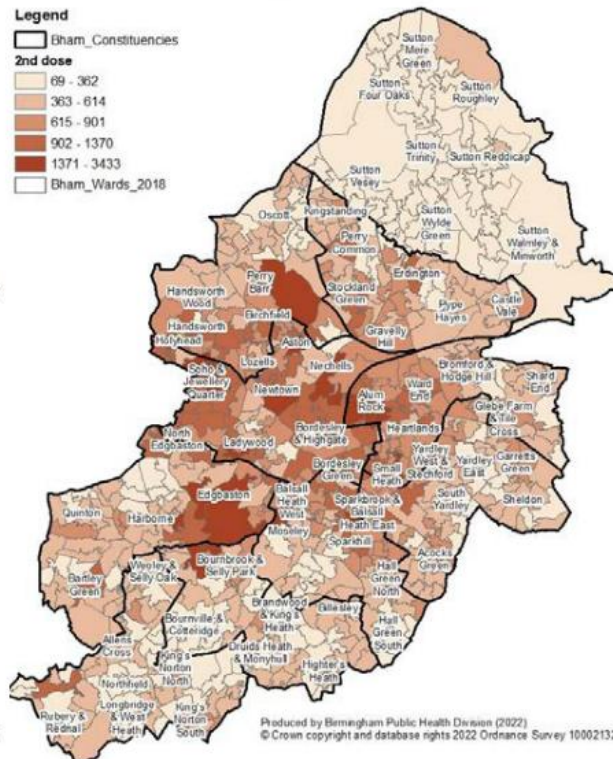 Legend
Bham_Constituencies
2nd dose
69 - 362
363 - 614
615 - 901
902 - 1370
1371 - 3433
Bham_Wards_2018
Sutton
Mere
Green
Sutton
Four Oaks
Sutton
Roughley
Sutton
Trinity
Sutton Reddicap
Sutton
Vesey
Sutton
Wylde
Green
Sutton
Walmley &
Minworth
Oscott
Kingstanding
Perry
Common
Erdington
Perry
Barr
Stockland
Green
Handsworth
Wood
Pype
Hayes
Castle
Vale
Birchfield
Handsworth
Holyhead
Aston
Gravelly
Hill
Lozells
Nechells
Soho &
Jewellery
Quarter
Newtown
Bromford &
Hodge Hill
Shard
End
Ward
End
Alum
Rock
Glebe Farm
& Tile
Cross
Heartlands
Bordesley
& Highgate
Ladywood
North
Edgbaston
Bordesley
Green
Small
Heath
Yardley
West &
Stechford
Yardley
East
Garretts
Green
Edgbaston
Balsall
Heath
West
Sparkbrook &
Balsall
Heath East
South
Yardley
Sheldon
Quinton
Harborne
Moseley
Sparkhill
Acocks
Green
Weoley &
Selly Oak
Bournbrook &
Selly Park
Hall
Green
North
Bartley
Green
Brandwood
& King's
Heath
Billesley
Bournville &
Cotteridge
Hall
Green
South
Allens
Cross
King's
Norton
North
Druids Heath
& Monyhull
Highter's
Heath
Northfield
Longbridge
& West
Heath
King's
Norton
South
Rubery &
Rednall
Produced by Birmingham Public Health Division (2022)
© Crown copyright and database rights 2022 Ordnance Survey 10002132